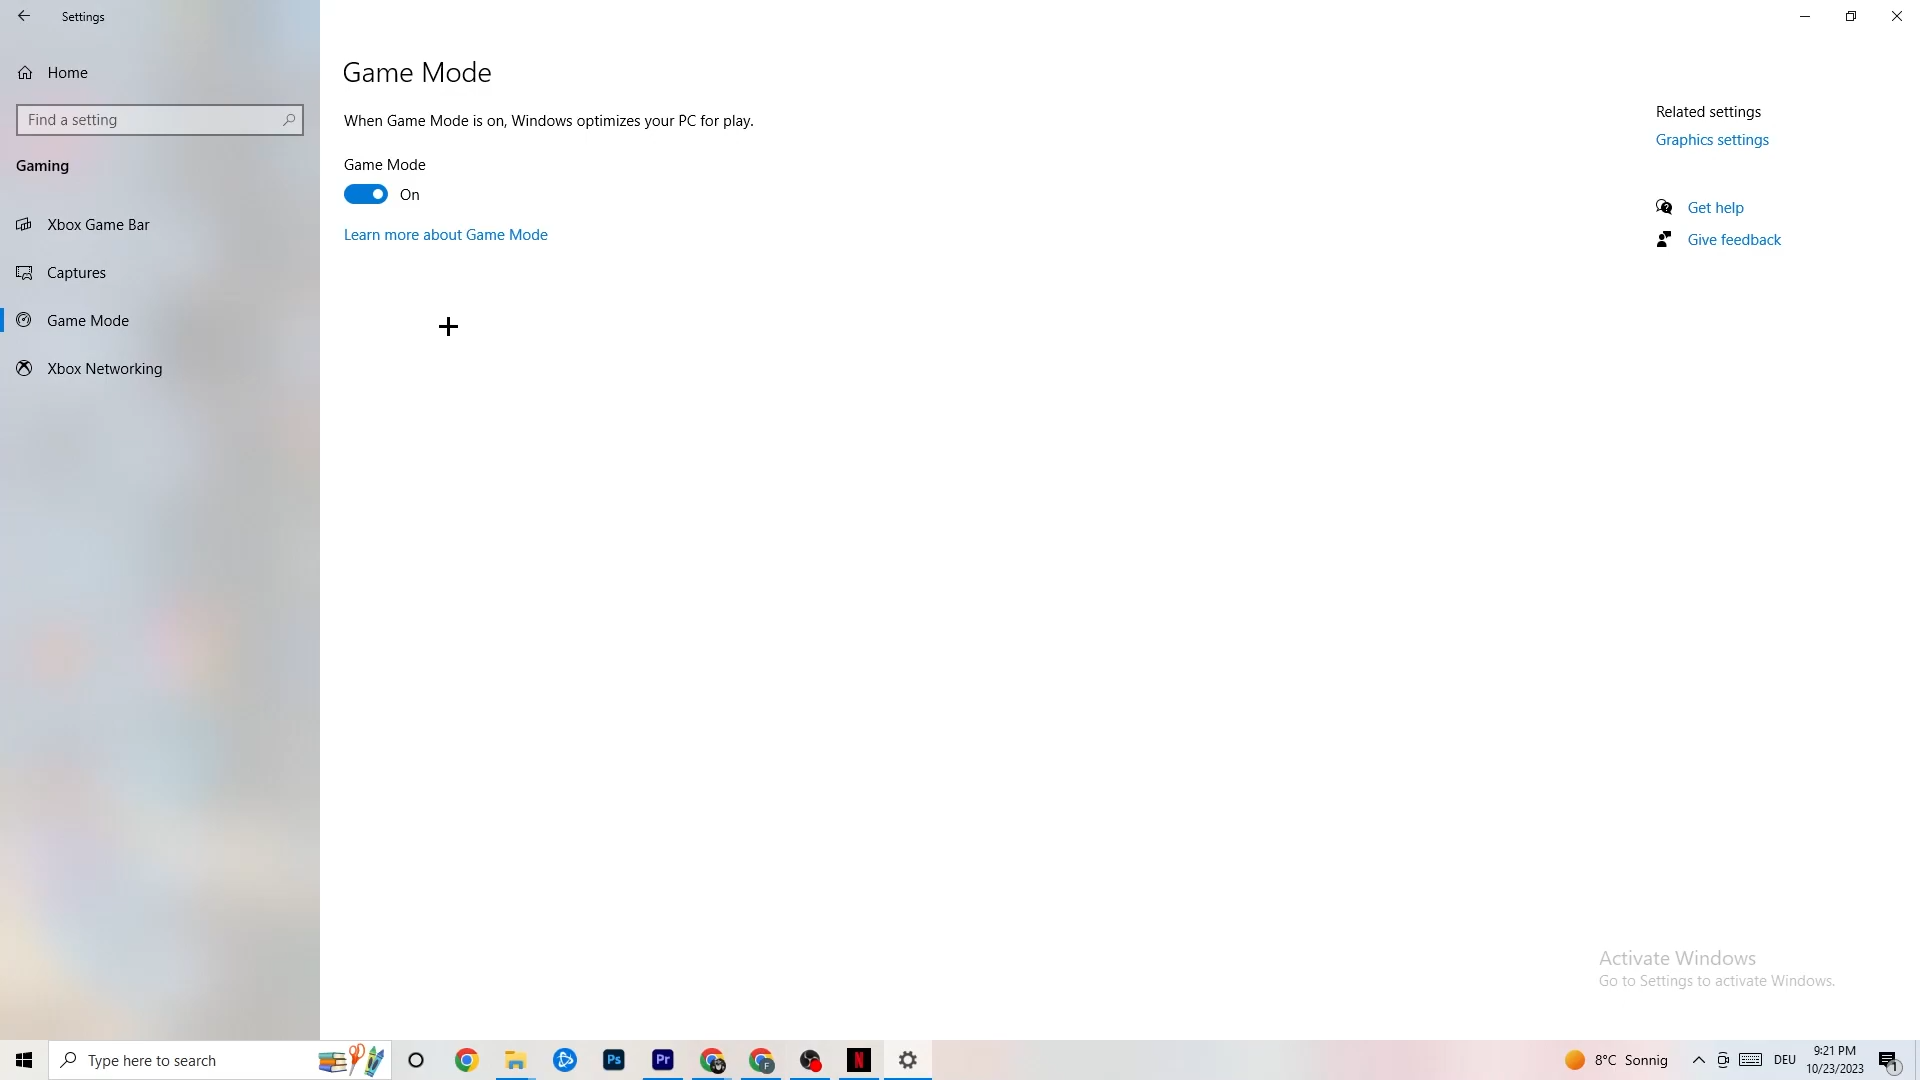 Settings
Home
Find a setting
Gaming
Xbox Game Bar
Captures
Game Mode
Xbox Networking
Game Mode
When Game Mode is on, Windows optimizes your PC for play.
Game Mode
On
Learn more about Game Mode
Related settings
Graphics settings
Get help
Give feedback
Activate Windows
Go to Settings to activate Windows.
Type here to search
Ps
Pr
F
N
8°C Sonnig
DEU
9:21 PM
10/23/2023
1